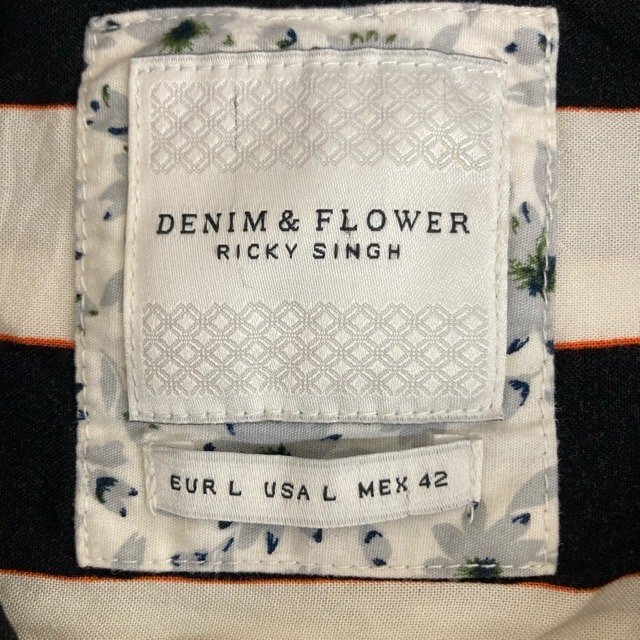 DENIM & FLOWER
RICKY SINGH
EUR L USA L MEX 42